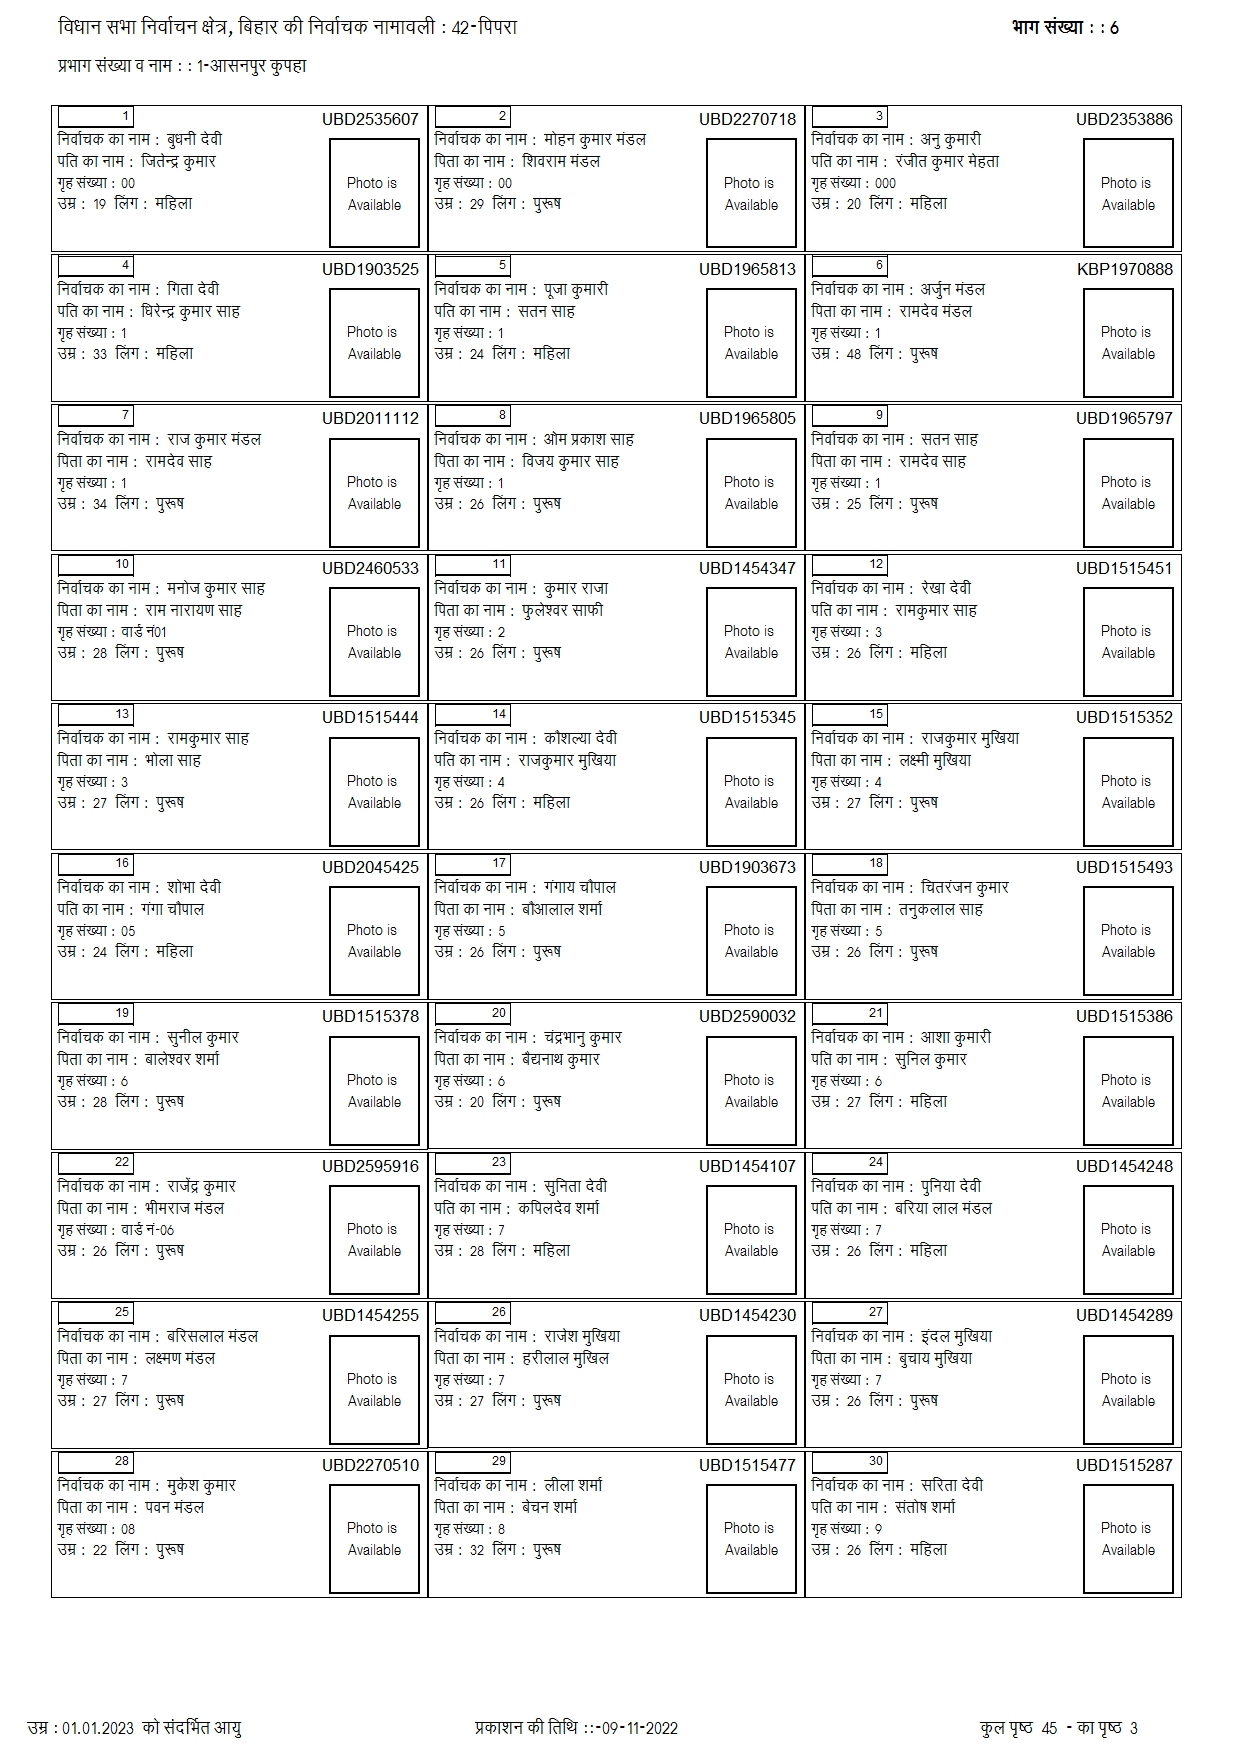 विधान सभा निर्वाचन क्षेत्र, बिहार की निर्वाचक नामावली : 42-पिपरा
भाग संख्या : : 6
प्रभाग संख्या व नाम : : 1-आसनपुर कुपहा
1 UBD2535607
निर्वाचक का नाम : बुधनी देवी
पति का नाम : जितेन्द्र कुमार
गृह संख्या : 00
उम्र : 19 लिंग : महिला
Photo is
Available
2 UBD2270718
निर्वाचक का नाम : मोहन कुमार मंडल
पिता का नाम : शिवराम मंडल
गृह संख्या : 00
उम्र : 29 लिंग : पुरूष
Photo is
Available
3 UBD2353886
निर्वाचक का नाम : अनु कुमारी
पति का नाम : रंजीत कुमार मेहता
गृह संख्या : 000
उम्र : 20 लिंग : महिला
Photo is
Available
4 UBD1903525
निर्वाचक का नाम : गिता देवी
पति का नाम : धिरेन्द्र कुमार साह
गृह संख्या : 1
उम्र : 33 लिंग : महिला
Photo is
Available
5 UBD1965813
निर्वाचक का नाम : पूजा कुमारी
पति का नाम : सतन साह
गृह संख्या : 1
उम्र : 24 लिंग : महिला
Photo is
Available
6 KBP1970888
निर्वाचक का नाम : अर्जुन मंडल
पिता का नाम : रामदेव मंडल
गृह संख्या : 1
उम्र : 48 लिंग : पुरूष
Photo is
Available
7 UBD2011112
निर्वाचक का नाम : राज कुमार मंडल
पिता का नाम : रामदेव साह
गृह संख्या : 1
उम्र : 34 लिंग : पुरूष
Photo is
Available
8 UBD1965805
निर्वाचक का नाम : ओम प्रकाश साह
पिता का नाम : विजय कुमार साह
गृह संख्या : 1
उम्र : 26 लिंग : पुरूष
Photo is
Available
9 UBD1965797
निर्वाचक का नाम : सतन साह
पिता का नाम : रामदेव साह
गृह संख्या : 1
उम्र : 25 लिंग : पुरूष
Photo is
Available
10 UBD2460533
निर्वाचक का नाम : मनोज कुमार साह
पिता का नाम : राम नारायण साह
गृह संख्या : वार्ड नं01
उम्र : 28 लिंग : पुरूष
Photo is
Available
11 UBD1454347
निर्वाचक का नाम : कुमार राजा
पिता का नाम : फुलेश्वर साफी
गृह संख्या : 2
उम्र : 26 लिंग : पुरूष
Photo is
Available
12 UBD1515451
निर्वाचक का नाम : रेखा देवी
पति का नाम : रामकुमार साह
गृह संख्या : 3
उम्र : 26 लिंग : महिला
Photo is
Available
13 UBD1515444
निर्वाचक का नाम : रामकुमार साह
पिता का नाम : भोला साह
गृह संख्या : 3
उम्र : 27 लिंग : पुरूष
Photo is
Available
14 UBD1515345
निर्वाचक का नाम : कौशल्या देवी
पति का नाम : राजकुमार मुखिया
गृह संख्या : 4
उम्र : 26 लिंग : महिला
Photo is
Available
15 UBD1515352
निर्वाचक का नाम : राजकुमार मुखिया
पिता का नाम : लक्ष्मी मुखिया
गृह संख्या : 4
उम्र : 27 लिंग : पुरूष
Photo is
Available
16 UBD2045425
निर्वाचक का नाम : शोभा देवी
पति का नाम : गंगा चौपाल
गृह संख्या : 05
उम्र : 24 लिंग : महिला
Photo is
Available
17 UBD1903673
निर्वाचक का नाम : गंगाय चौपाल
पिता का नाम : बौआलाल शर्मा
गृह संख्या : 5
उम्र : 26 लिंग : पुरूष
Photo is
Available
18 UBD1515493
निर्वाचक का नाम : चितरंजन कुमार
पिता का नाम : तनुकलाल साह
गृह संख्या : 5
उम्र : 26 लिंग : पुरूष
Photo is
Available
19 UBD1515378
निर्वाचक का नाम : सुनील कुमार
पिता का नाम : बालेश्वर शर्मा
गृह संख्या : 6
उम्र : 28 लिंग : पुरूष
Photo is
Available
20 UBD2590032
निर्वाचक का नाम : चंद्रभानु कुमार
पिता का नाम : बैद्यनाथ कुमार
गृह संख्या : 6
उम्र : 20 लिंग : पुरूष
Photo is
Available
21 UBD1515386
निर्वाचक का नाम : आशा कुमारी
पति का नाम : सुनिल कुमार
गृह संख्या : 6
उम्र : 27 लिंग : महिला
Photo is
Available
22 UBD2595916
निर्वाचक का नाम : राजेंद्र कुमार
पिता का नाम : भीमराज मंडल
गृह संख्या : वार्ड नं-06
उम्र : 26 लिंग : पुरूष
Photo is
Available
23 UBD1454107
निर्वाचक का नाम : सुनिता देवी
पति का नाम : कपिलदेव शर्मा
गृह संख्या : 7
उम्र : 28 लिंग : महिला
Photo is
Available
24 UBD1454248
निर्वाचक का नाम : पुनिया देवी
पति का नाम : बरिया लाल मंडल
गृह संख्या : 7
उम्र : 26 लिंग : महिला
Photo is
Available
25 UBD1454255
निर्वाचक का नाम : बरिसलाल मंडल
पिता का नाम : लक्ष्मण मंडल
गृह संख्या : 7
उम्र : 27 लिंग : पुरूष
Photo is
Available
26 UBD1454230
निर्वाचक का नाम : राजेश मुखिया
पिता का नाम : हरीलाल मुखिल
गृह संख्या : 7
उम्र : 27 लिंग : पुरूष
Photo is
Available
27 UBD1454289
निर्वाचक का नाम : इंदल मुखिया
पिता का नाम : बुचाय मुखिया
गृह संख्या : 7
उम्र : 26 लिंग : पुरूष
Photo is
Available
28 UBD2270510
निर्वाचक का नाम : मुकेश कुमार
पिता का नाम : पवन मंडल
गृह संख्या : 08
उम्र : 22 लिंग : पुरूष
Photo is
Available
29 UBD1515477
निर्वाचक का नाम : लीला शर्मा
पिता का नाम : बेचन शर्मा
गृह संख्या : 8
उम्र : 32 लिंग : पुरूष
Photo is
Available
30 UBD1515287
निर्वाचक का नाम : सरिता देवी
पति का नाम : संतोष शर्मा
गृह संख्या : 9
उम्र : 26 लिंग : महिला
Photo is
Available
उम्र : 01.01.2023 को संदर्भित आयु
प्रकाशन की तिथि ::-09-11-2022
कुल पृष्ठ 45 - का पृष्ठ 3